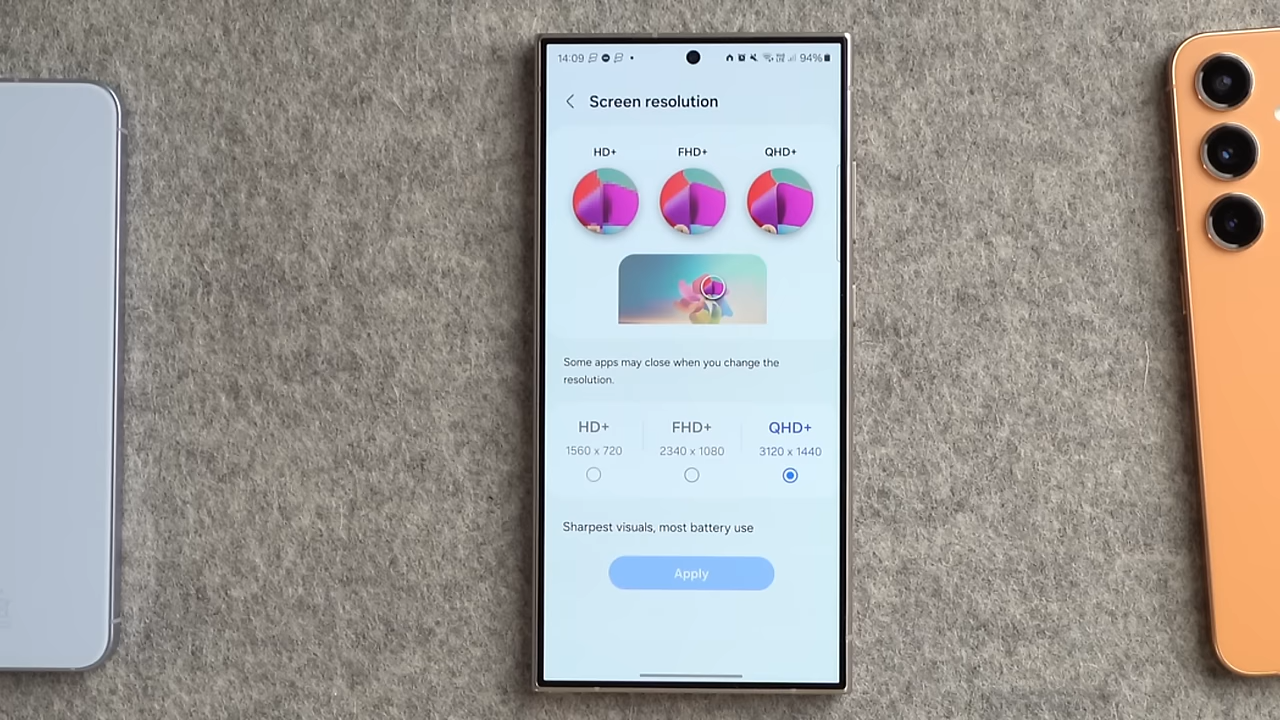 14:09
94%
Screen resolution
HD+ FHD+ QHD+
Some apps may close when you change the
resolution.
HD+ FHD+ QHD+
1560 x 720 2340 x 1080 3120 x 1440
Sharpest visuals, most battery use
Apply